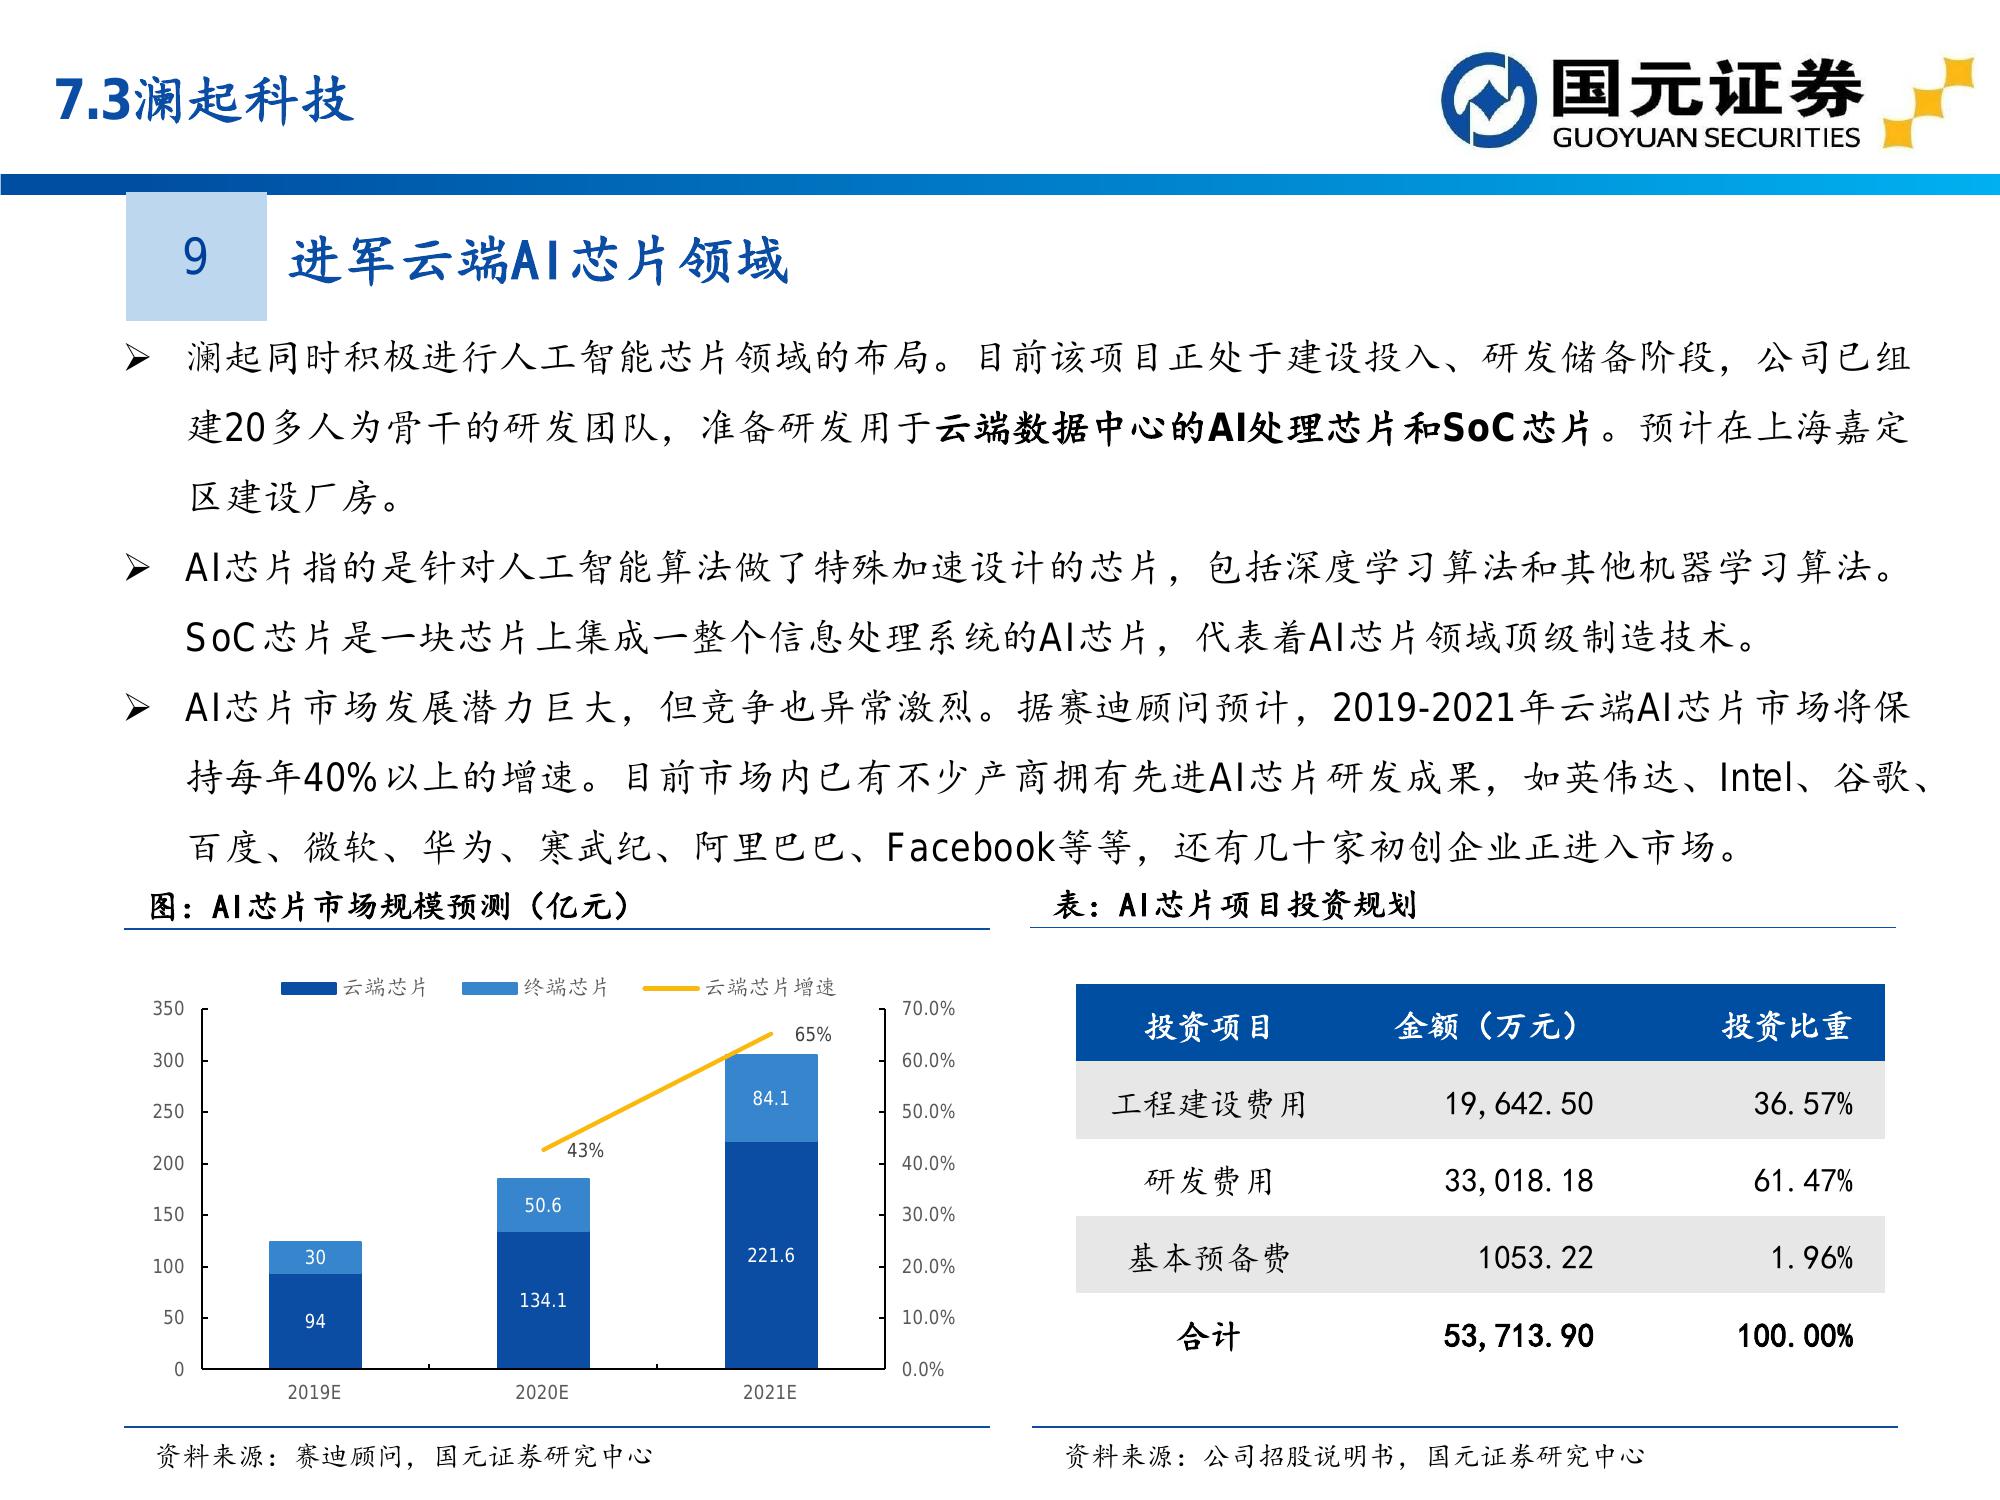 7.3澜起科技
国元证券
GUOYUAN SECURITIES
9
进军云端AI芯片领域
➢ 澜起同时积极进行人工智能芯片领域的布局。目前该项目正处于建设投入、研发储备阶段，公司已组
建20多人为骨干的研发团队，准备研发用于云端数据中心的AI处理芯片和SoC芯片。预计在上海嘉定
区建设厂房。
➢ AI芯片指的是针对人工智能算法做了特殊加速设计的芯片，包括深度学习算法和其他机器学习算法。
SoC芯片是一块芯片上集成一整个信息处理系统的AI芯片，代表着AI芯片领域顶级制造技术。
➢ AI芯片市场发展潜力巨大，但竞争也异常激烈。据赛迪顾问预计，2019-2021年云端AI芯片市场将保
持每年40%以上的增速。目前市场内已有不少产商拥有先进AI芯片研发成果，如英伟达、Intel、谷歌、
百度、微软、华为、寒武纪、阿里巴巴、Facebook等等，还有几十家初创企业正进入市场。
图：AI芯片市场规模预测（亿元）
云端芯片 终端芯片 云端芯片增速
350
300
250
200
150
100
50
0
70.0%
60.0%
50.0%
40.0%
30.0%
20.0%
10.0%
0.0%
65%
43%
84.1
221.6
50.6
134.1
30
94
2019E 2020E 2021E
资料来源：赛迪顾问，国元证券研究中心
表：AI芯片项目投资规划
投资项目 金额（万元） 投资比重
工程建设费用 19,642.50 36.57%
研发费用 33,018.18 61.47%
基本预备费 1053.22 1.96%
合计 53,713.90 100.00%
资料来源：公司招股说明书，国元证券研究中心